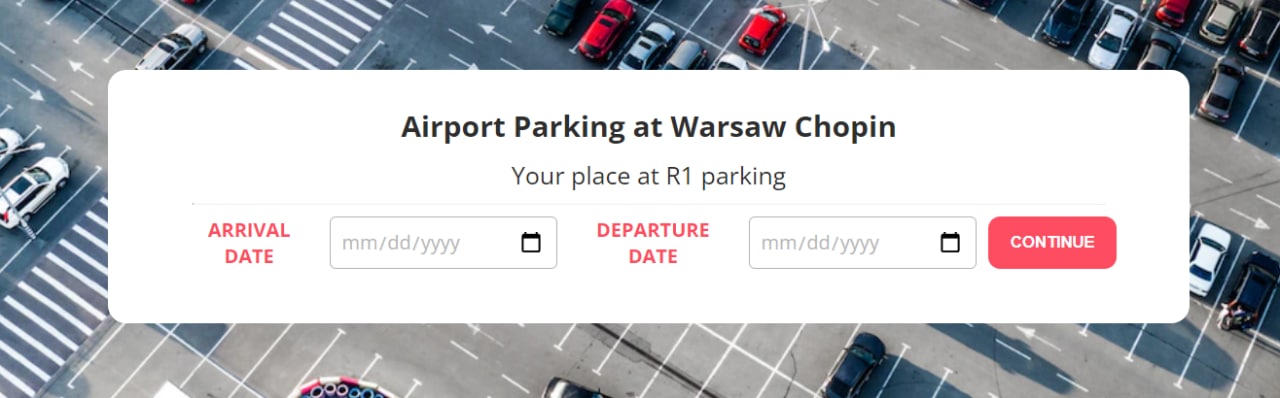 Airport Parking at Warsaw Chopin
Your place at R1 parking
ARRIVAL
DATE
mm/dd/yyyy
DEPARTURE
DATE
mm/dd/yyyy
CONTINUE